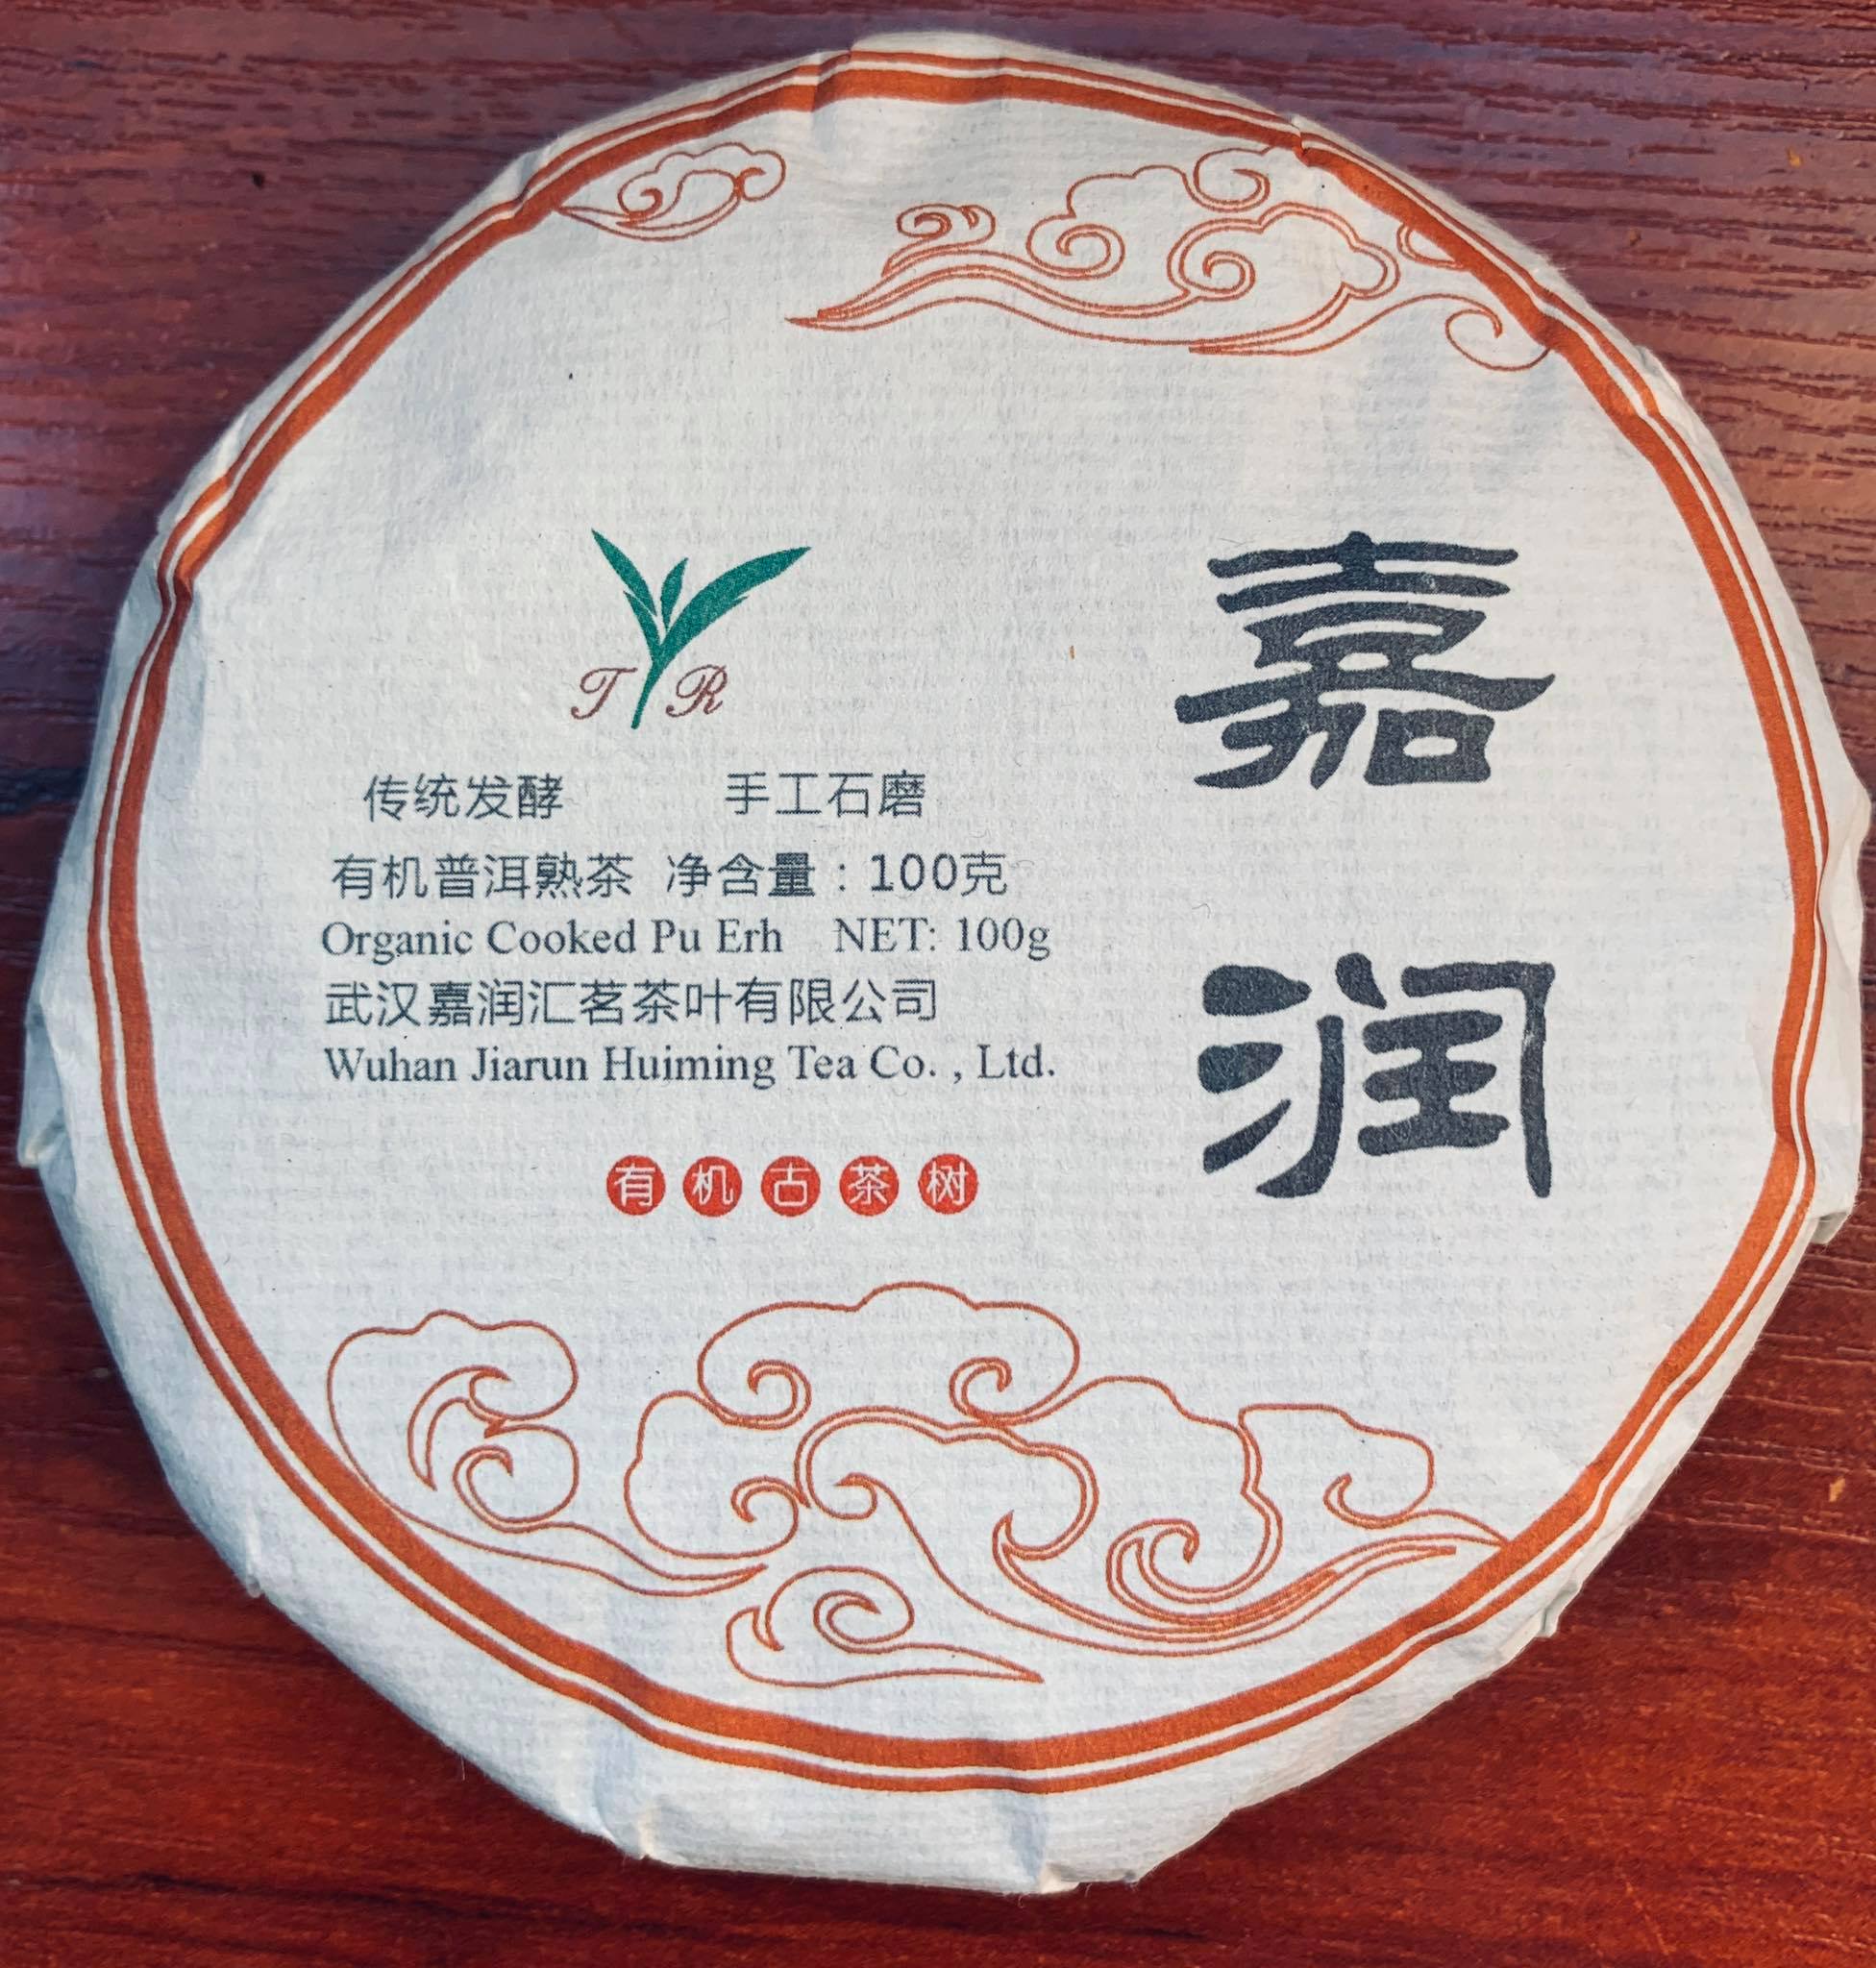 嘉润
T R
传统发酵 手工石磨
有机普洱熟茶 净含量：100克
Organic Cooked Pu Erh NET: 100g
武汉嘉润汇茗茶叶有限公司
Wuhan Jiarun Huiming Tea Co. , Ltd.
有机古茶树